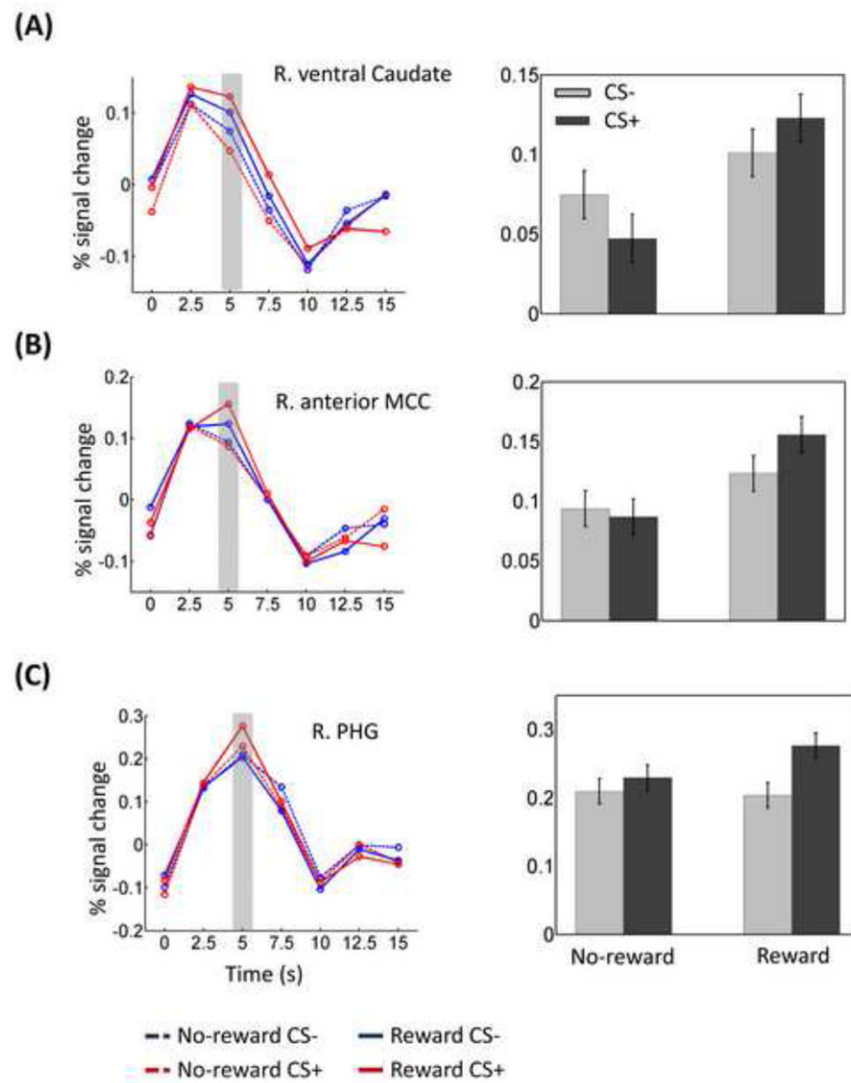 (A)
R. ventral Caudate
% signal change
0.1
0
-0.1
0 2.5 5 7.5 10 12.5 15
0.15
0.1
0.05
0
CS-
CS+
(B)
R. anterior MCC
% signal change
0.2
0.1
0
-0.1
0 2.5 5 7.5 10 12.5 15
0.2
0.15
0.1
0.05
0
(C)
R. PHG
% signal change
0.3
0.2
0.1
0
-0.1
-0.2
0 2.5 5 7.5 10 12.5 15
Time (s)
0.3
0.2
0.1
0
No-reward Reward
No-reward CS- Reward CS-
No-reward CS+ Reward CS+